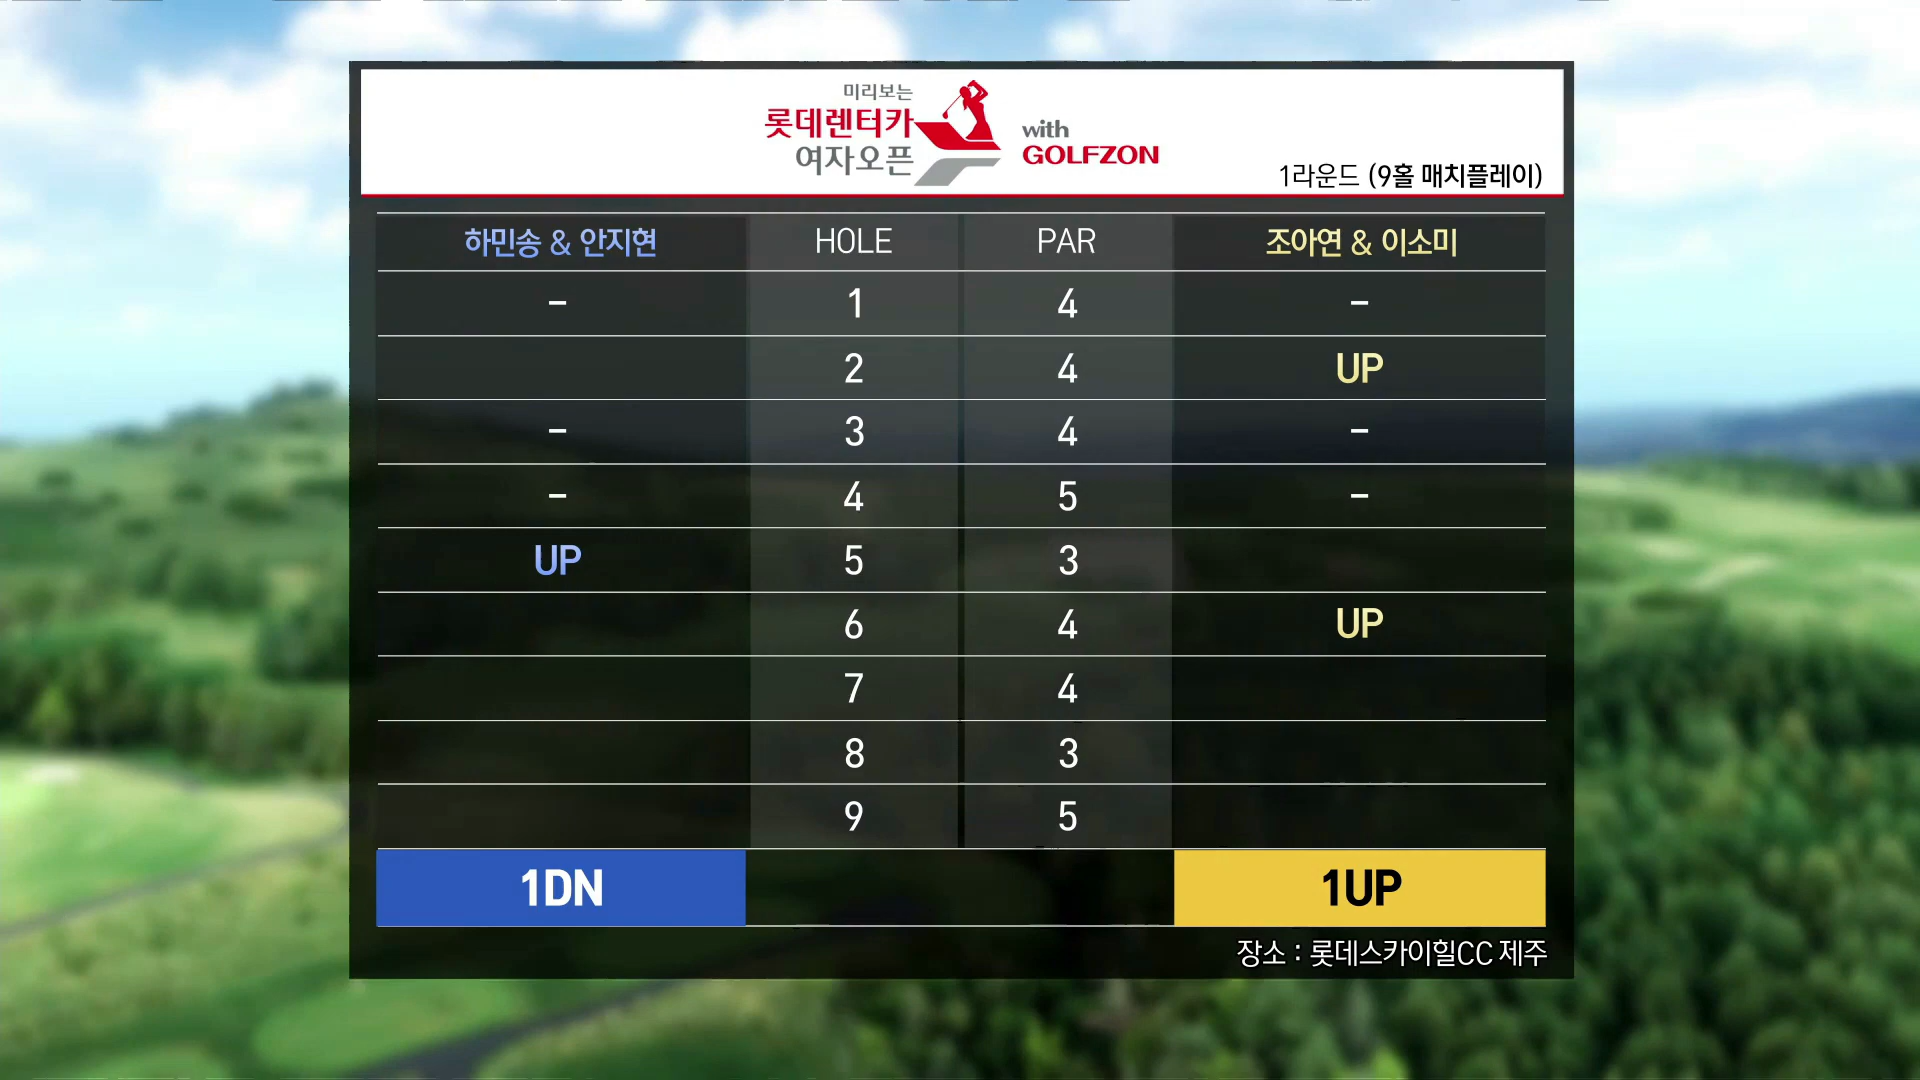 미리보는
롯데렌터카
여자오픈
with
GOLFZON
1라운드 (9홀 매치플레이)
하민송 & 안지현 HOLE PAR 조아연 & 이소미
- 1 4 -
2 4 UP
- 3 4 -
- 4 5 -
UP 5 3
6 4 UP
7 4
8 3
9 5
1DN 1UP
장소 : 롯데스카이힐CC 제주